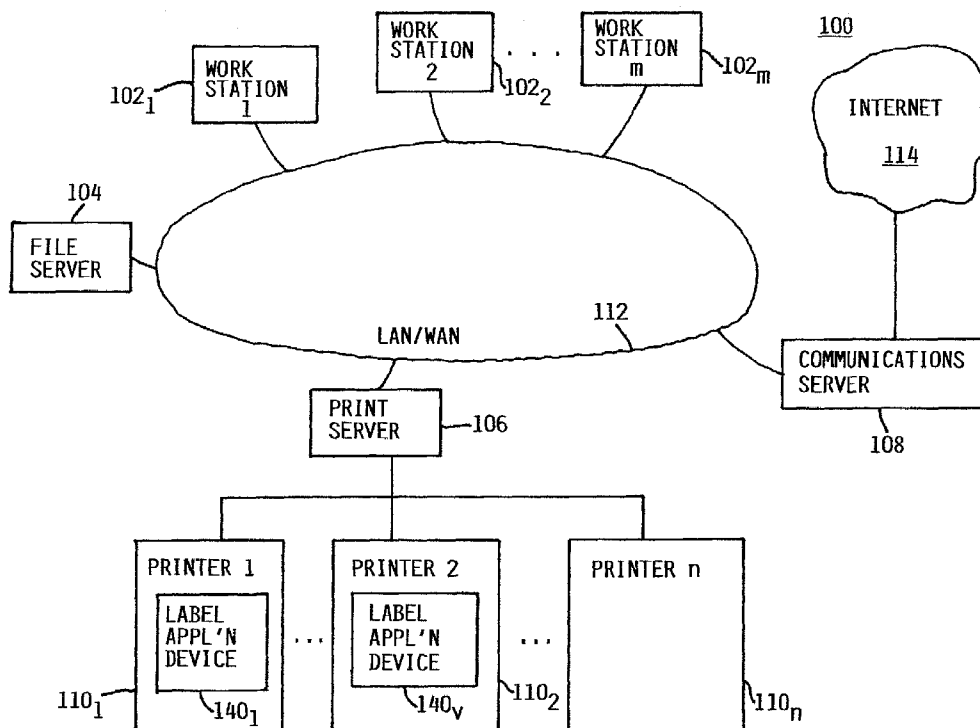 WORK
STATION
1
102₁
WORK
STATION
2
102₂
. . .
WORK
STATION
m
102ₘ
100
INTERNET
114
104
FILE
SERVER
LAN/WAN
112
COMMUNICATIONS
SERVER
108
PRINT
SERVER
106
PRINTER 1
LABEL
APPL'N
DEVICE
110₁
140₁
...
PRINTER 2
LABEL
APPL'N
DEVICE
140ᵥ
110₂
...
PRINTER n
110ₙ